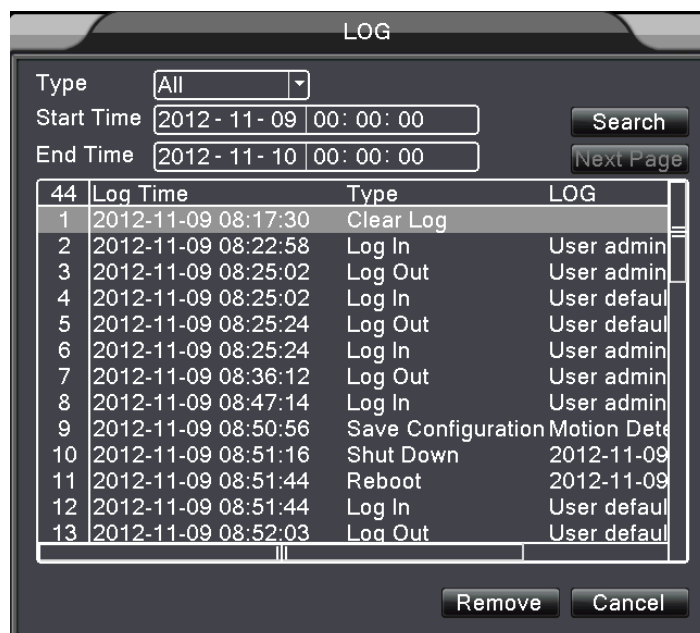 LOG
Type All
Start Time 2012-11-09 00:00:00 Search
End Time 2012-11-10 00:00:00 Next Page
44 Log Time Type LOG
1 2012-11-09 08:17:30 Clear Log
2 2012-11-09 08:22:58 Log In User admin
3 2012-11-09 08:25:02 Log Out User admin
4 2012-11-09 08:25:02 Log In User defaul
5 2012-11-09 08:25:24 Log Out User defaul
6 2012-11-09 08:25:24 Log In User admin
7 2012-11-09 08:36:12 Log Out User admin
8 2012-11-09 08:47:14 Log In User admin
9 2012-11-09 08:50:56 Save Configuration Motion Dete
10 2012-11-09 08:51:16 Shut Down 2012-11-09
11 2012-11-09 08:51:44 Reboot 2012-11-09
12 2012-11-09 08:51:44 Log In User defaul
13 2012-11-09 08:52:03 Log Out User defaul
Remove Cancel